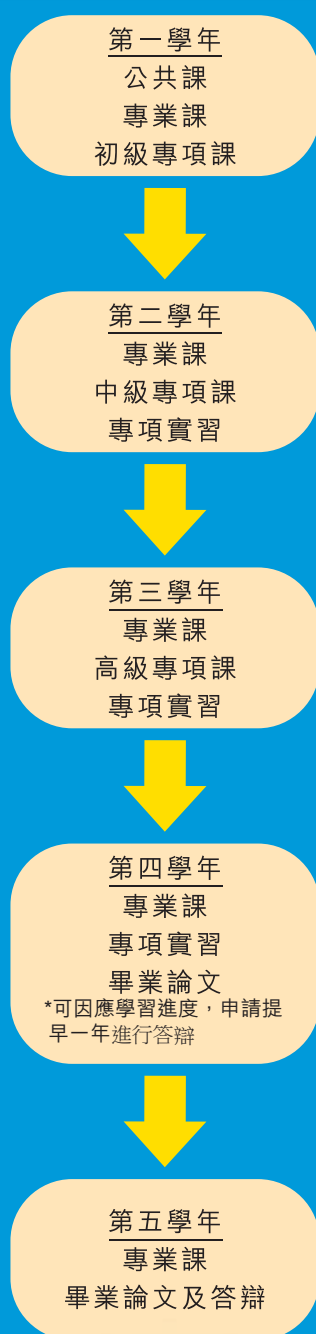 第一學年
公共課
專業課
初級專項課
第二學年
專業課
中級專項課
專項實習
第三學年
專業課
高級專項課
專項實習
第四學年
專業課
專項實習
畢業論文
*可因應學習進度，申請提
早一年進行答辯
第五學年
專業課
畢業論文及答辯